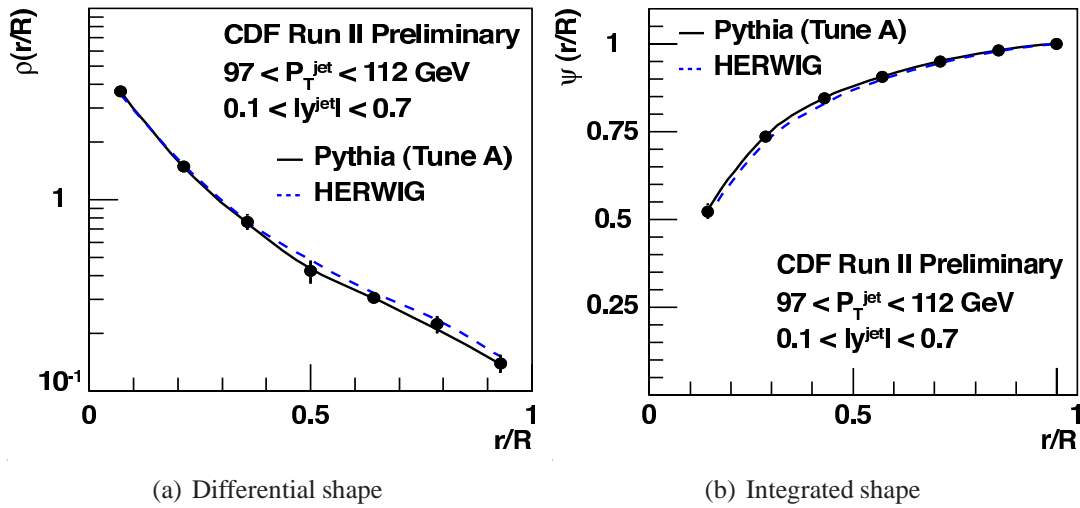 ρ(r/R)
CDF Run II Preliminary
97 < P_T^jet < 112 GeV
0.1 < |y^jet| < 0.7
Pythia (Tune A)
HERWIG
1
10^-1
0 0.5 1
r/R
(a) Differential shape
ψ (r/R)
Pythia (Tune A)
HERWIG
1
0.75
0.5
0.25
CDF Run II Preliminary
97 < P_T^jet < 112 GeV
0.1 < |y^jet| < 0.7
0 0.5 1
r/R
(b) Integrated shape